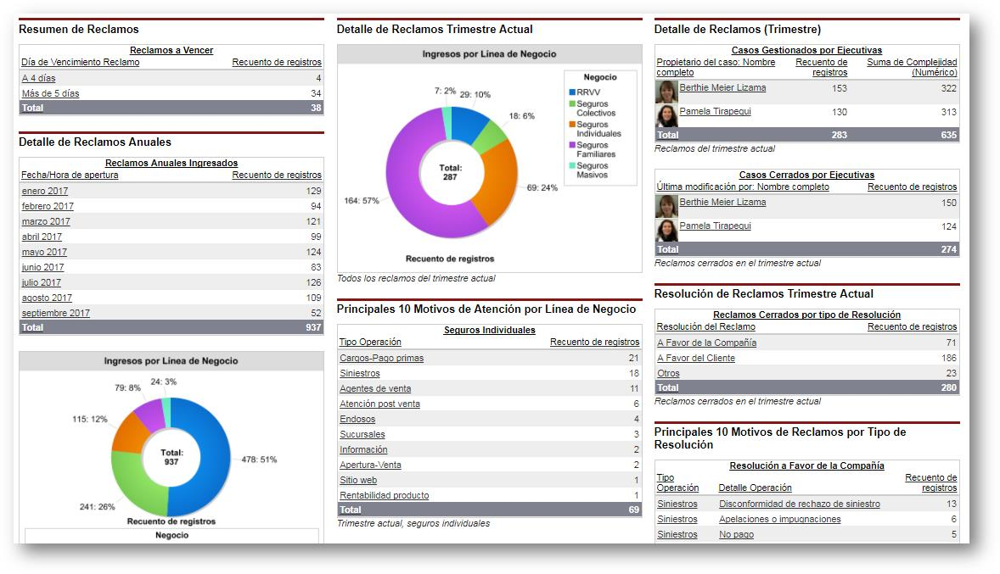 Resumen de Reclamos
Reclamos a Vencer
Día de Vencimiento Reclamo Recuento de registros
A 4 días 4
Más de 5 días 34
Total 38
Detalle de Reclamos Anuales
Reclamos Anuales Ingresados
Fecha/Hora de apertura Recuento de registros
enero 2017 129
febrero 2017 94
marzo 2017 121
abril 2017 99
mayo 2017 124
junio 2017 83
julio 2017 126
agosto 2017 109
septiembre 2017 52
Total 937
Ingresos por Línea de Negocio
24: 3%
79: 8%
115: 12%
Total:
937
478: 51%
241: 26%
Recuento de registros
Negocio
Detalle de Reclamos Trimestre Actual
Ingresos por Línea de Negocio
7: 2% 29: 10%
18: 6%
Total:
287
69: 24%
164: 57%
Negocio
RRVV
Seguros
Colectivos
Seguros
Individuales
Seguros
Familiares
Seguros
Masivos
Recuento de registros
Todos los reclamos del trimestre actual
Principales 10 Motivos de Atención por Línea de Negocio
Seguros Individuales
Tipo Operación Recuento de registros
Cargos-Pago primas 21
Siniestros 18
Agentes de venta 11
Atención post venta 6
Endosos 4
Sucursales 3
Información 2
Apertura-Venta 2
Sitio web 1
Rentabilidad producto 1
Total 69
Trimestre actual, seguros individuales
Detalle de Reclamos (Trimestre)
Casos Gestionados por Ejecutivas
Propietario del caso: Nombre Recuento de Suma de Complejidad
completo registros (Numérico)
Berthie Meier Lizama 153 322
Pamela Tirapegui 130 313
Total 283 635
Reclamos del trimestre actual
Casos Cerrados por Ejecutivas
Última modificación por: Nombre completo Recuento de registros
Berthie Meier Lizama 150
Pamela Tirapegui 124
Total 274
Reclamos cerrados en el trimestre actual
Resolución de Reclamos Trimestre Actual
Reclamos Cerrados por tipo de Resolución
Resolución del Reclamo Recuento de registros
A Favor de la Compañía 71
A Favor del Cliente 186
Otros 23
Total 280
Reclamos cerrados en el trimestre actual
Principales 10 Motivos de Reclamos por Tipo de
Resolución
Resolución a Favor de la Compañía
Tipo Recuento de
Operación Detalle Operación registros
Siniestros Disconformidad de rechazo de siniestro 13
Siniestros Apelaciones o impugnaciones 6
Siniestros No pago 5